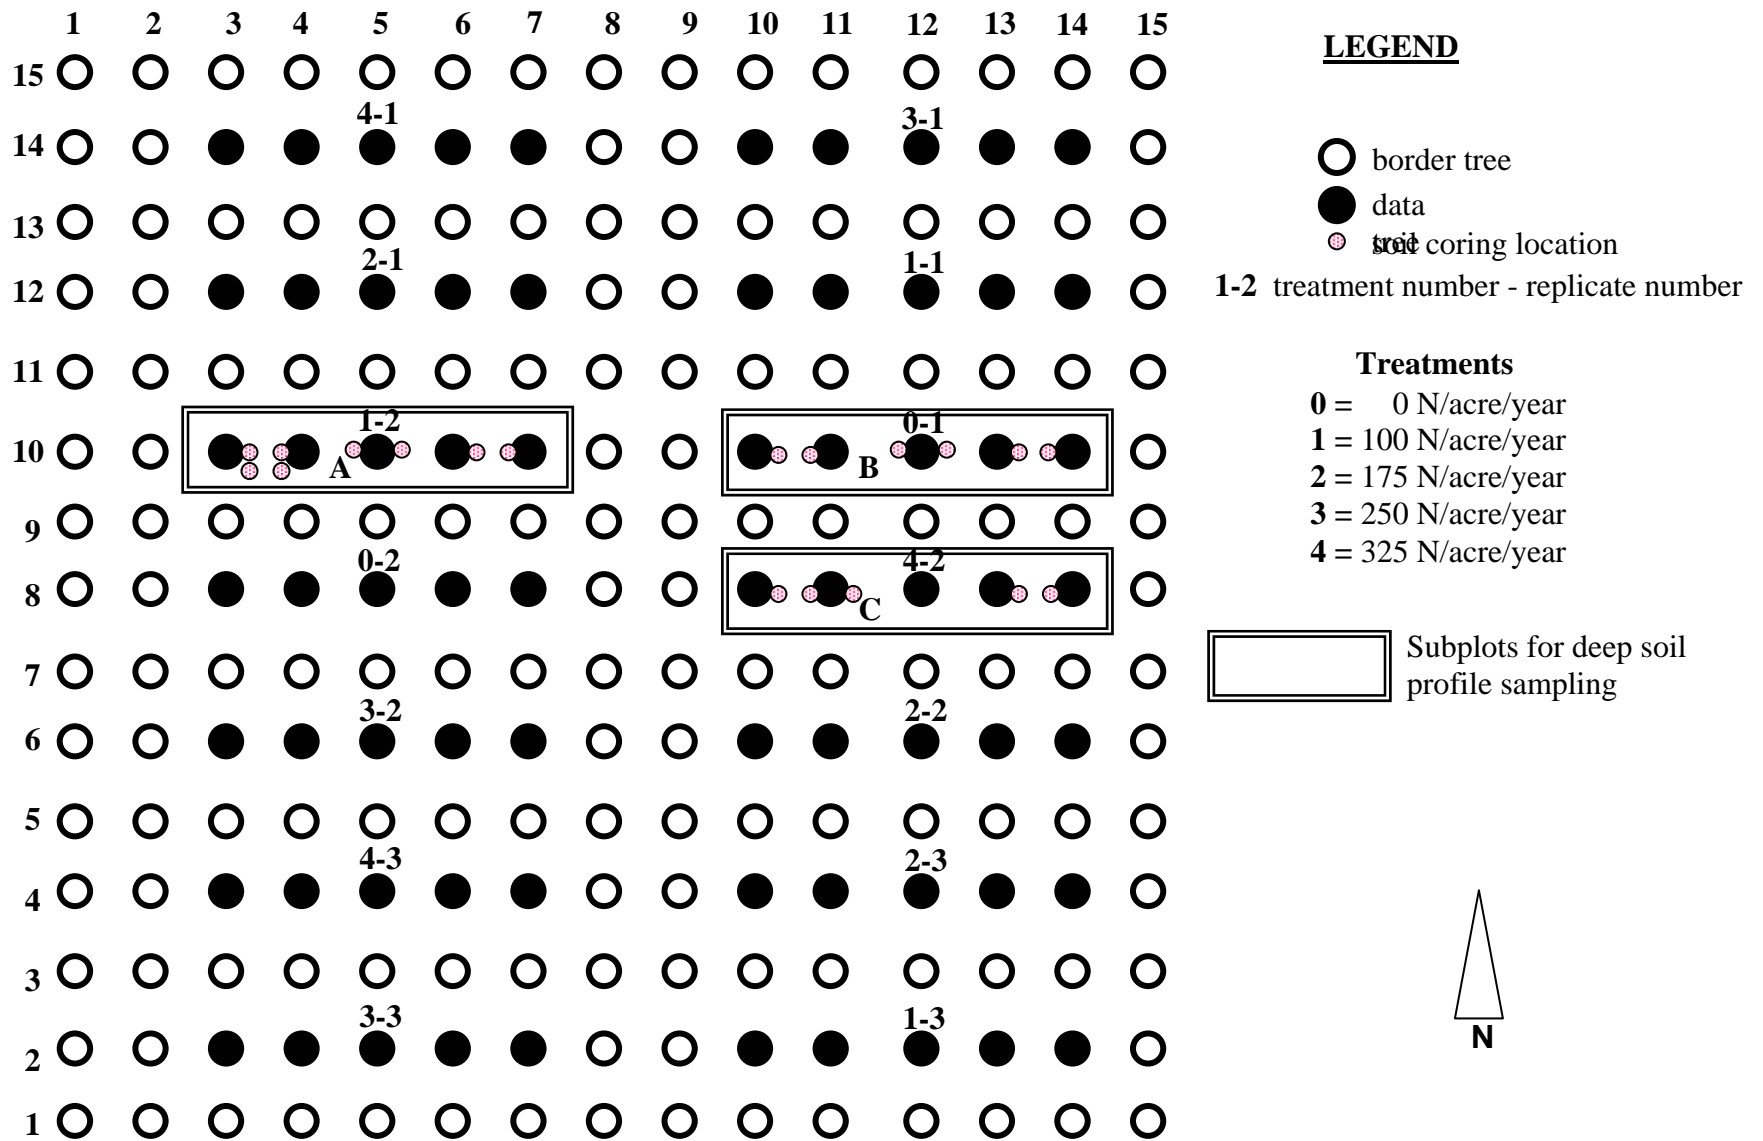 1 2 3 4 5 6 7 8 9 10 11 12 13 14 15
LEGEND
15
4-1 3-1
14
border tree
data
tree
13
soil coring location
2-1 1-1
12
1-2 treatment number - replicate number
11
Treatments
0 = 0 N/acre/year
1 = 100 N/acre/year
2 = 175 N/acre/year
3 = 250 N/acre/year
4 = 325 N/acre/year
1-2 0-1
10
A B
9
0-2 4-2
8
C
7
Subplots for deep soil
profile sampling
3-2 2-2
6
5
4-3 2-3
4
3
3-3 1-3
2
N
1